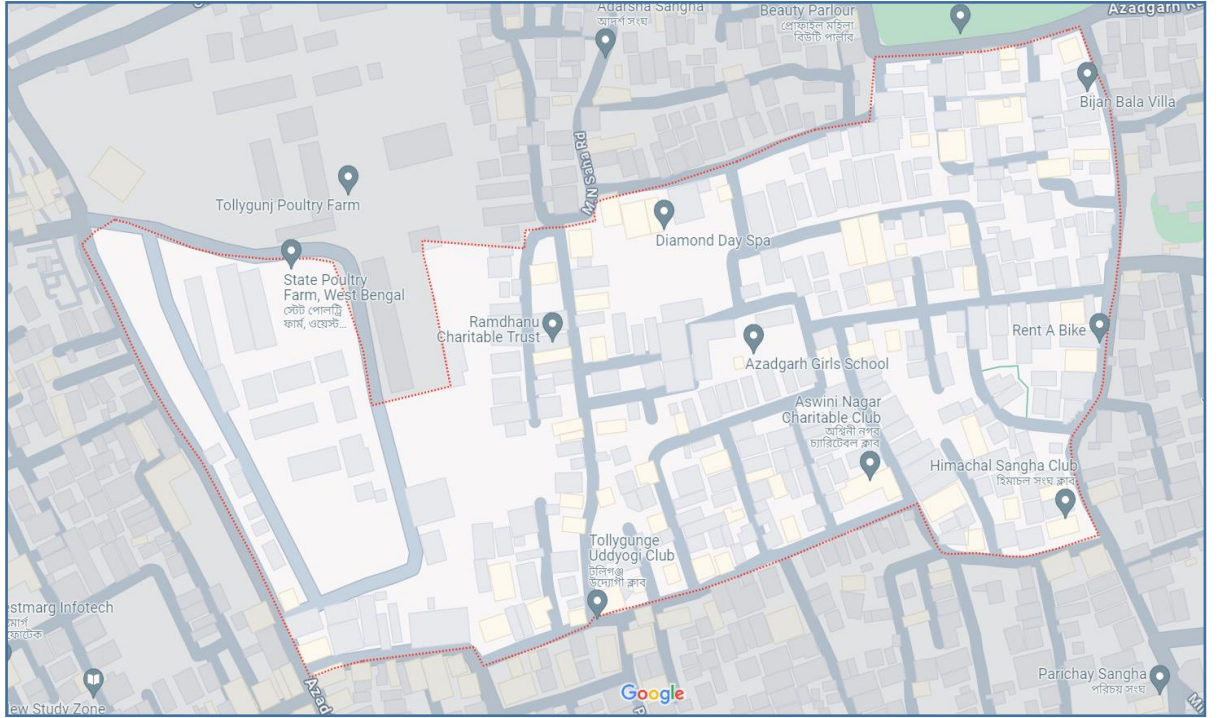 Adarsha Sangha
আদর্শ সংঘ
Beauty Parlour
প্রোফাইল মহিলা
বিউটি পার্লার
Azadgarh
Bijan Bala Villa
M N Saha Rd
Tollygunj Poultry Farm
Diamond Day Spa
State Poultry
Farm, West Bengal
স্টেট পোলট্রি
ফার্ম, ওয়েস্ট...
Ramdhanu
Charitable Trust
Rent A Bike
Azadgarh Girls School
Aswini Nagar
Charitable Club
অশ্বিনী নগর
চ্যারিটেবল ক্লাব
Himachal Sangha Club
হিমাচল সংঘ ক্লাব
Tollygunge
Uddyogi Club
টলিগঞ্জ
উদ্যোগী ক্লাব
estmarg Infotech
Parichay Sangha
পরিচয় সংঘ
Google
Azad
ew Study Zone